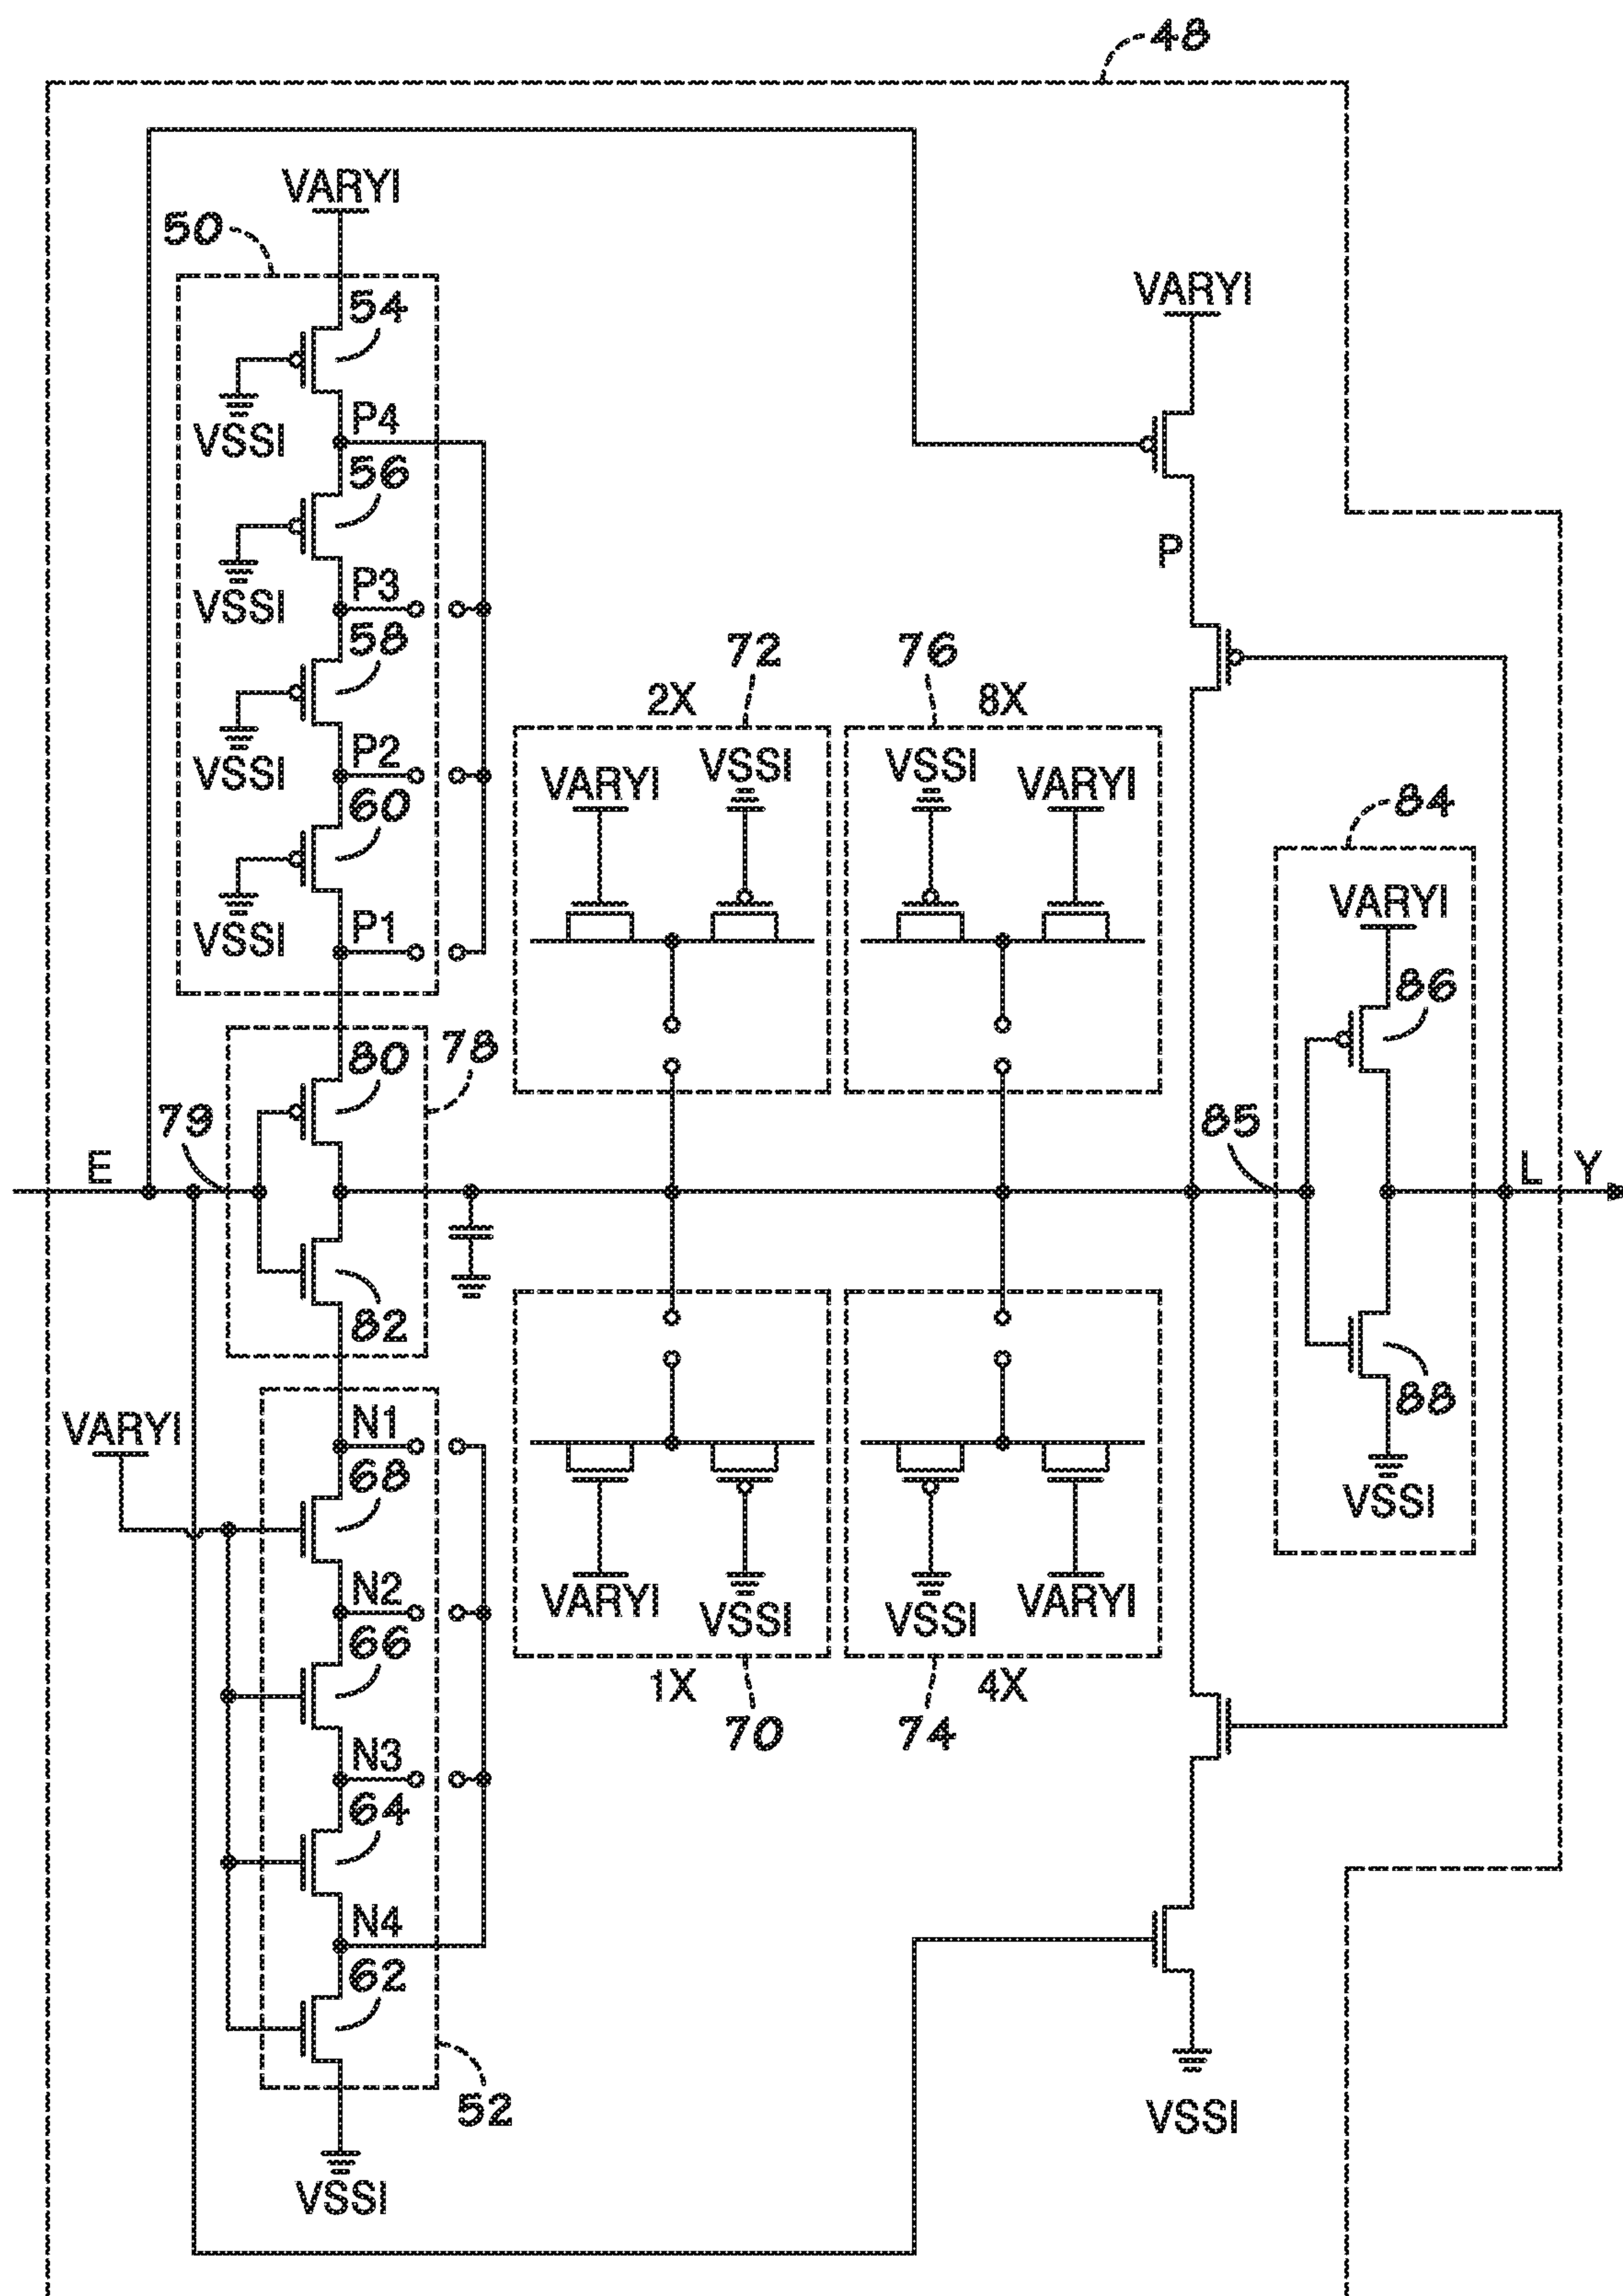 48
VARYI
50
54
VARYI
VSSI
P4
56
VSSI
P3
P
58
72
76
2X
8X
VSSI
P2
VARYI
VSSI
VSSI
VARYI
60
84
VSSI
P1
VARYI
86
80
78
79
85
E
L
Y
82
88
VARYI
N1
68
VSSI
N2
VARYI
VSSI
VSSI
VARYI
66
1X
4X
70
74
N3
64
N4
62
52
VSSI
VSSI